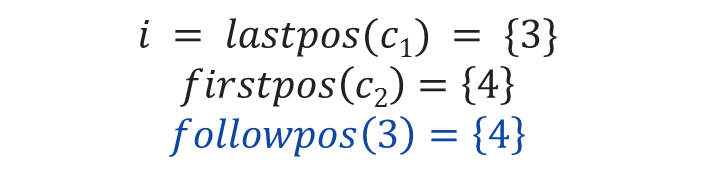 i = lastpos(c₁) = {3}
firstpos(c₂) = {4}
followpos(3) = {4}